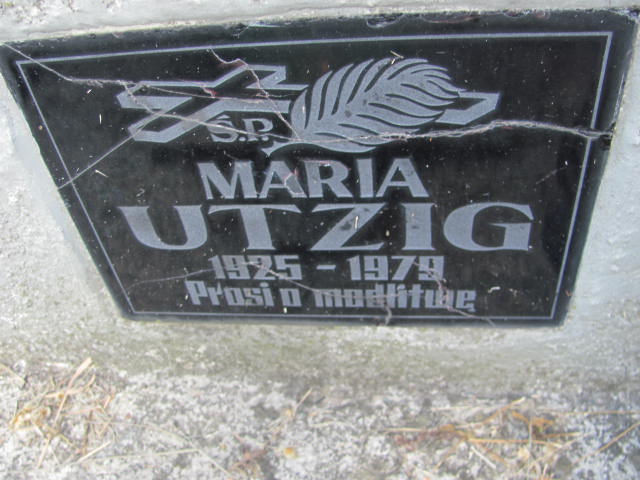 Ś.P.
MARIA
UTZIG
1925 - 1979
Prosi o modlitwę